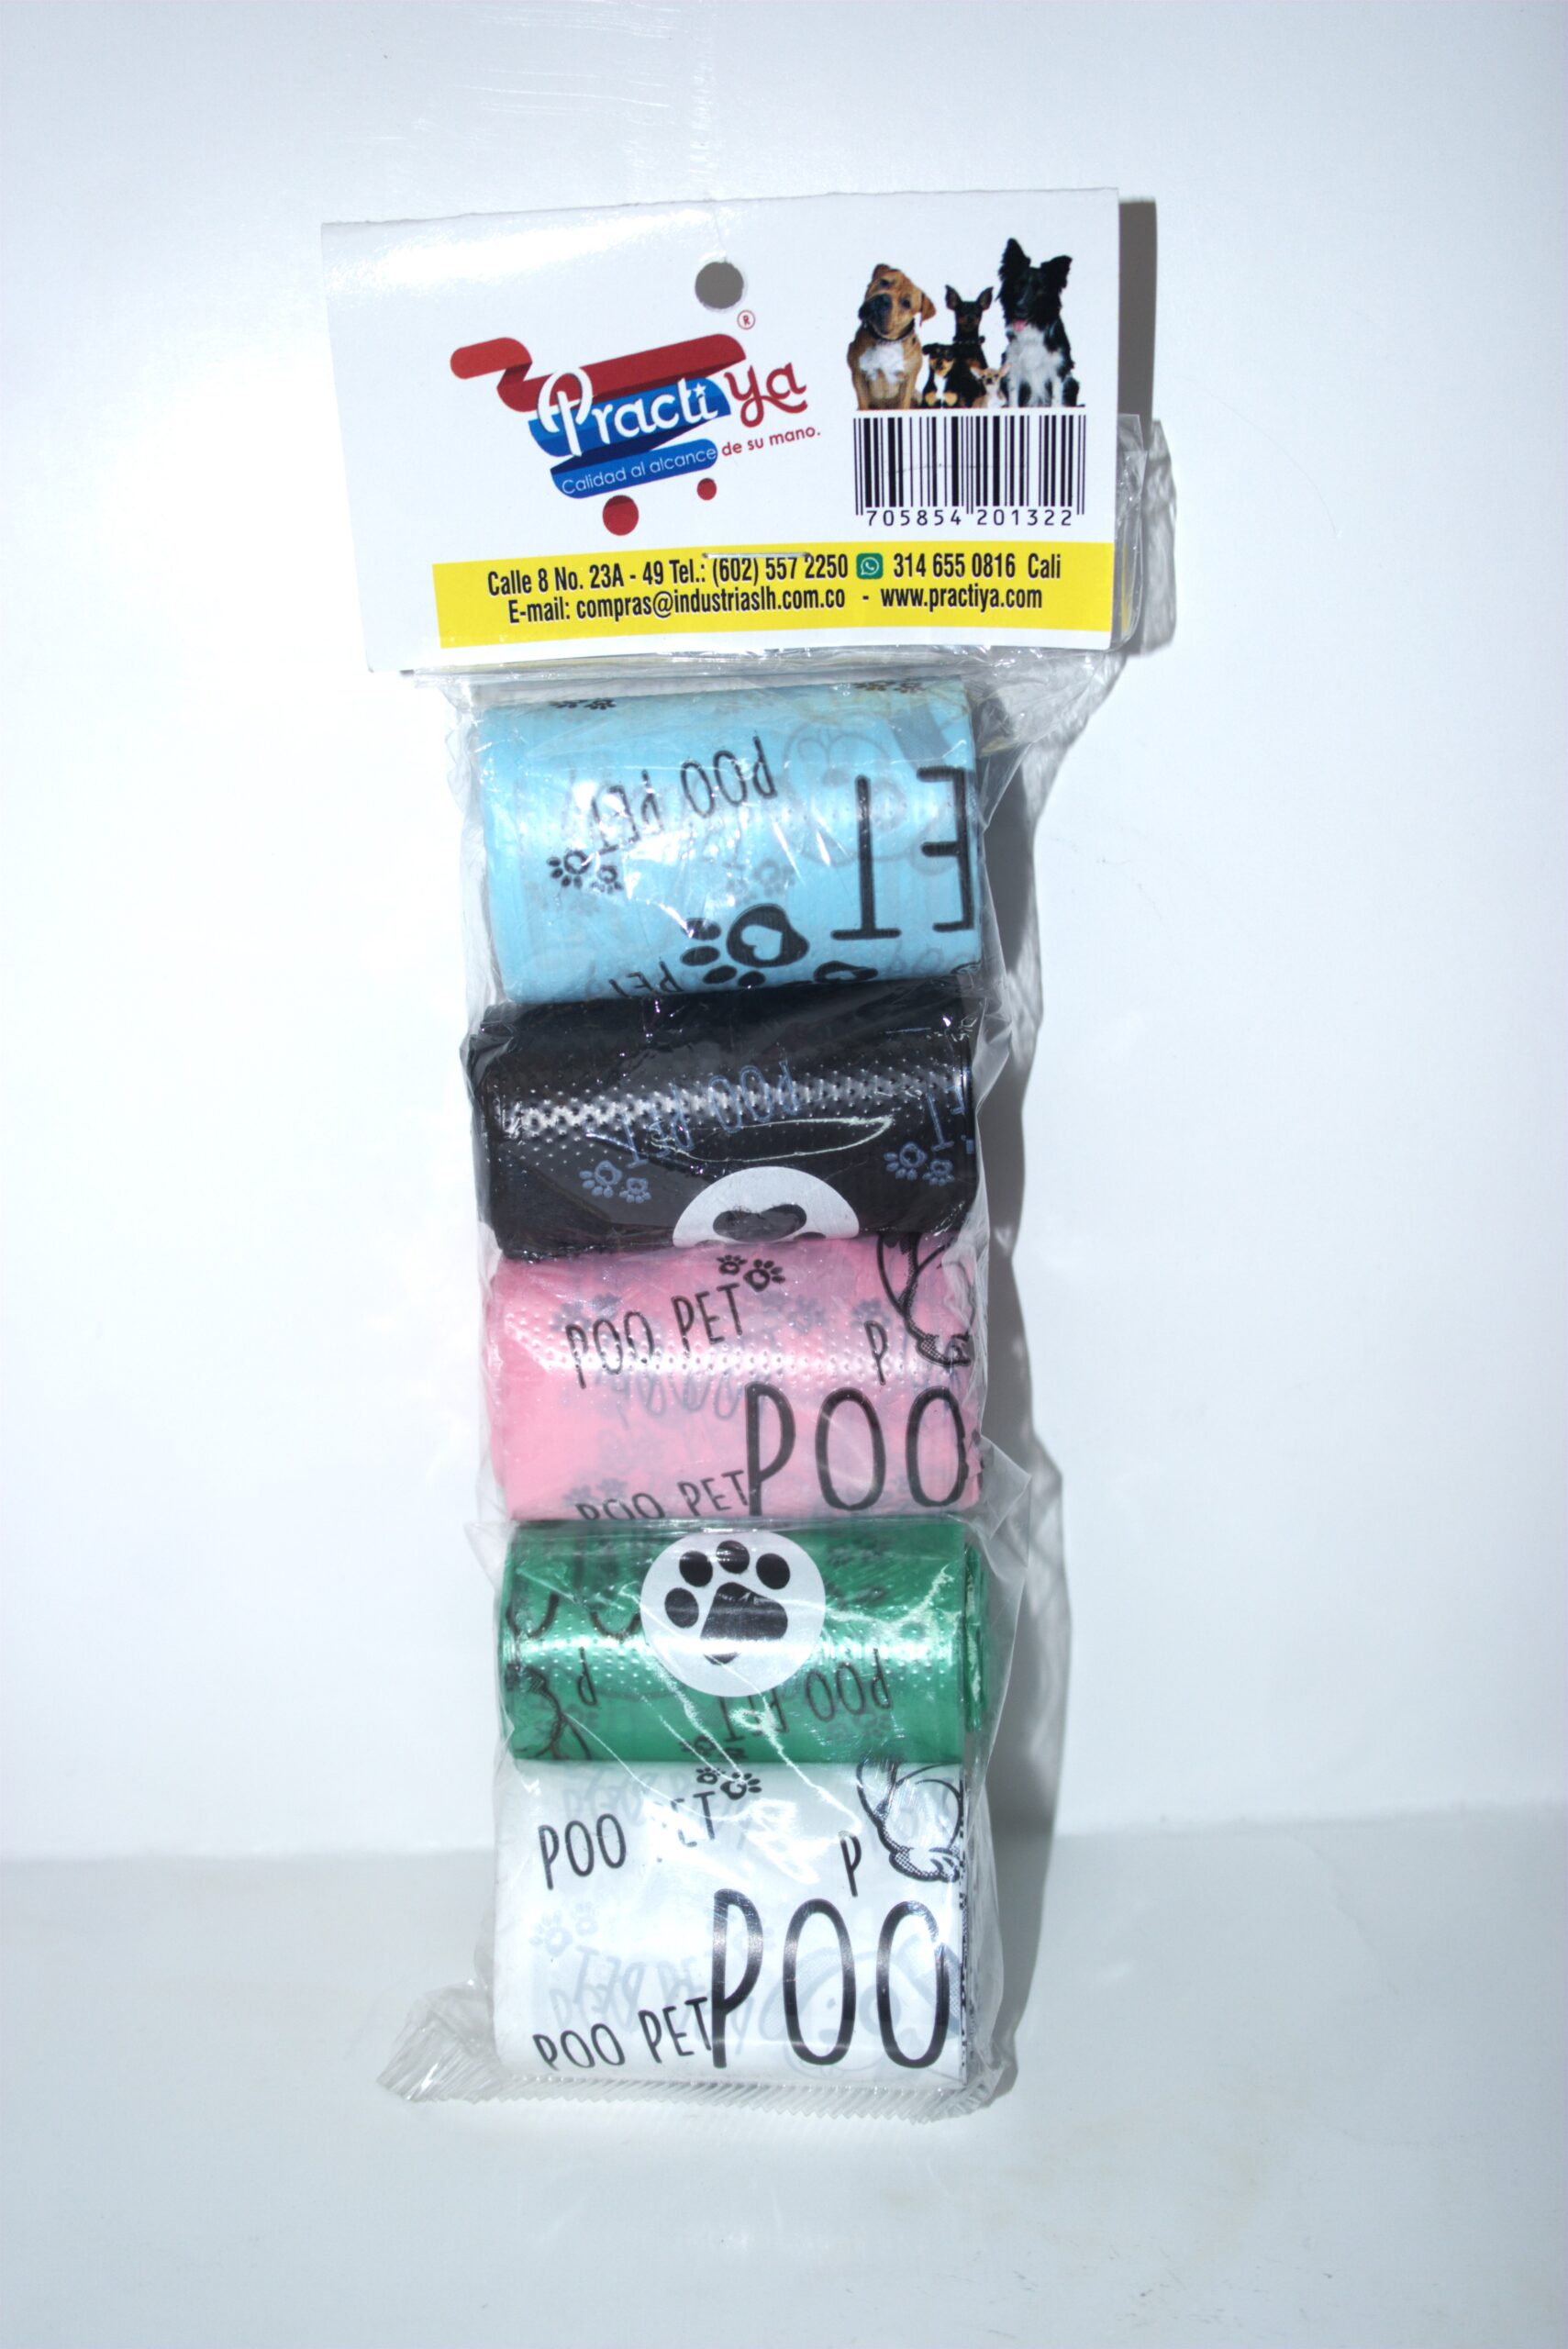 ®
Practi Ya
Calidad al alcance de su mano.
705854 201322
Calle 8 No. 23A - 49 Tel.: (602) 557 2250 314 655 0816 Cali
E-mail: compras@industriaslh.com.co - www.practiya.com
POO PET
ET
PET
POO PET
ET
POO PET
P
POO
POO PET
P
POO PET
POO PET
P
POO
POO PET